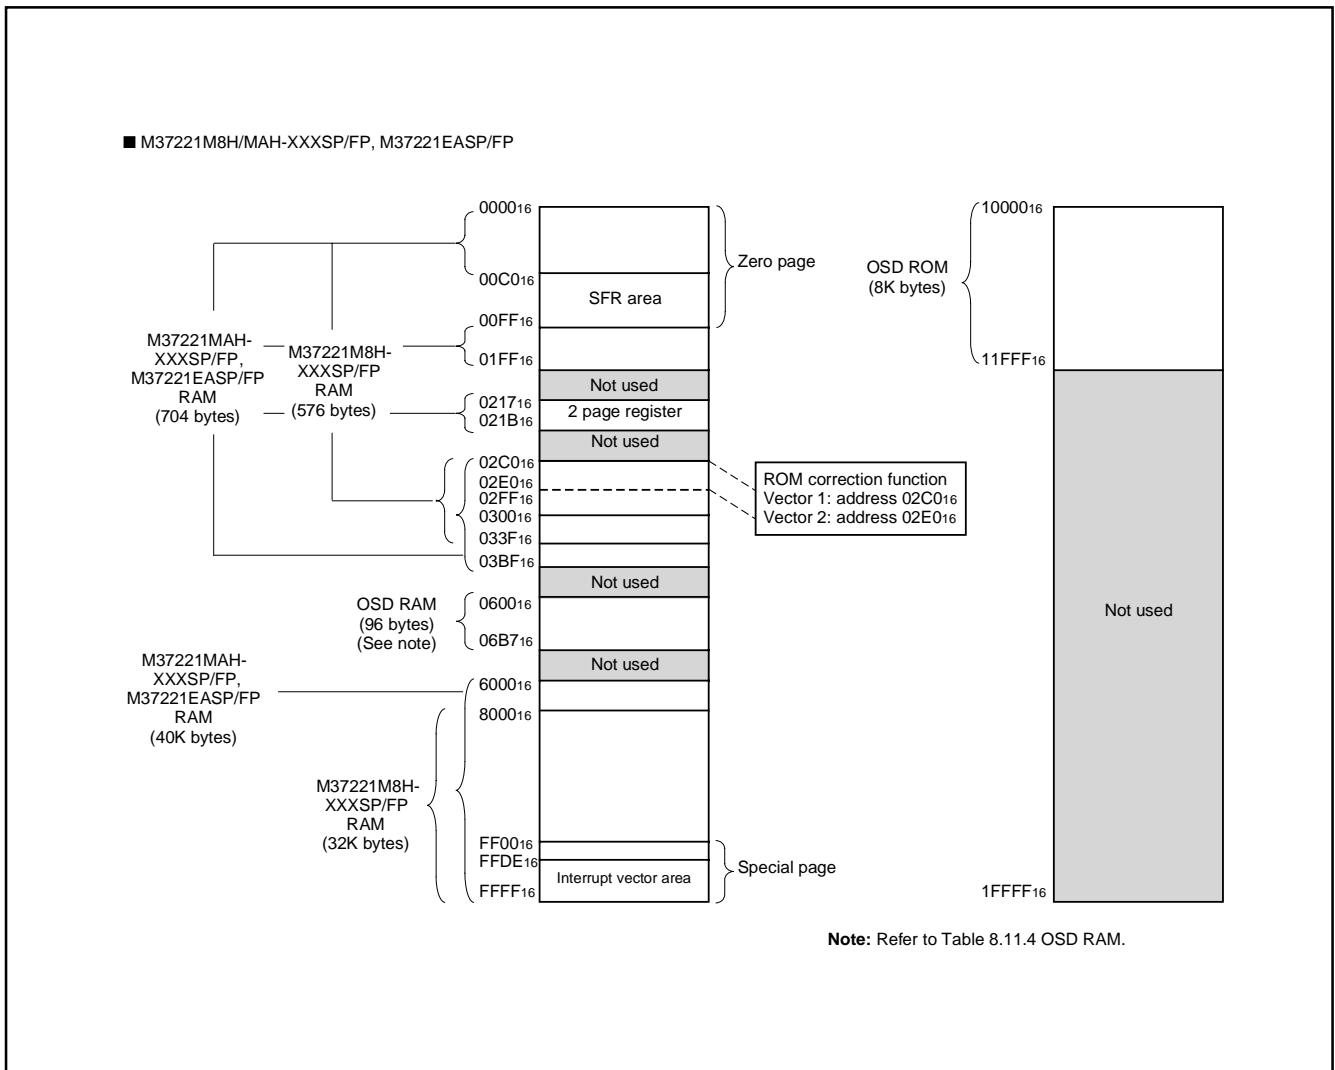 ■ M37221M8H/MAH-XXXSP/FP, M37221EASP/FP
000016
00C016
SFR area
00FF16
01FF16
Zero page
Not used
021716
2 page register
021B16
Not used
02C016
02E016
02FF16
030016
033F16
03BF16
Not used
060016
06B716
Not used
600016
800016
FF0016
FFDE16
Interrupt vector area
FFFF16
Special page
M37221MAH-
XXXSP/FP,
M37221EASP/FP
RAM
(704 bytes)
M37221M8H-
XXXSP/FP
RAM
(576 bytes)
ROM correction function
Vector 1: address 02C016
Vector 2: address 02E016
OSD RAM
(96 bytes)
(See note)
M37221MAH-
XXXSP/FP,
M37221EASP/FP
RAM
(40K bytes)
M37221M8H-
XXXSP/FP
RAM
(32K bytes)
1000016
OSD ROM
(8K bytes)
11FFF16
Not used
1FFFF16
Note: Refer to Table 8.11.4 OSD RAM.